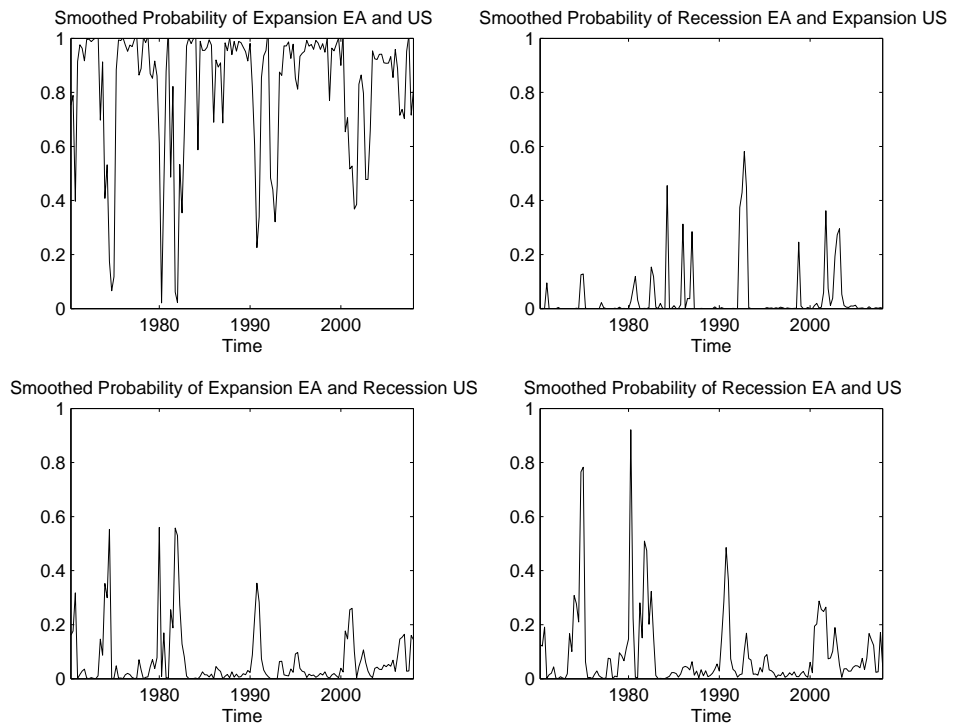 Smoothed Probability of Expansion EA and US
1
0.8
0.6
0.4
0.2
0
1980 1990 2000
Time
Smoothed Probability of Recession EA and Expansion US
1
0.8
0.6
0.4
0.2
0
1980 1990 2000
Time
Smoothed Probability of Expansion EA and Recession US
1
0.8
0.6
0.4
0.2
0
1980 1990 2000
Time
Smoothed Probability of Recession EA and US
1
0.8
0.6
0.4
0.2
0
1980 1990 2000
Time